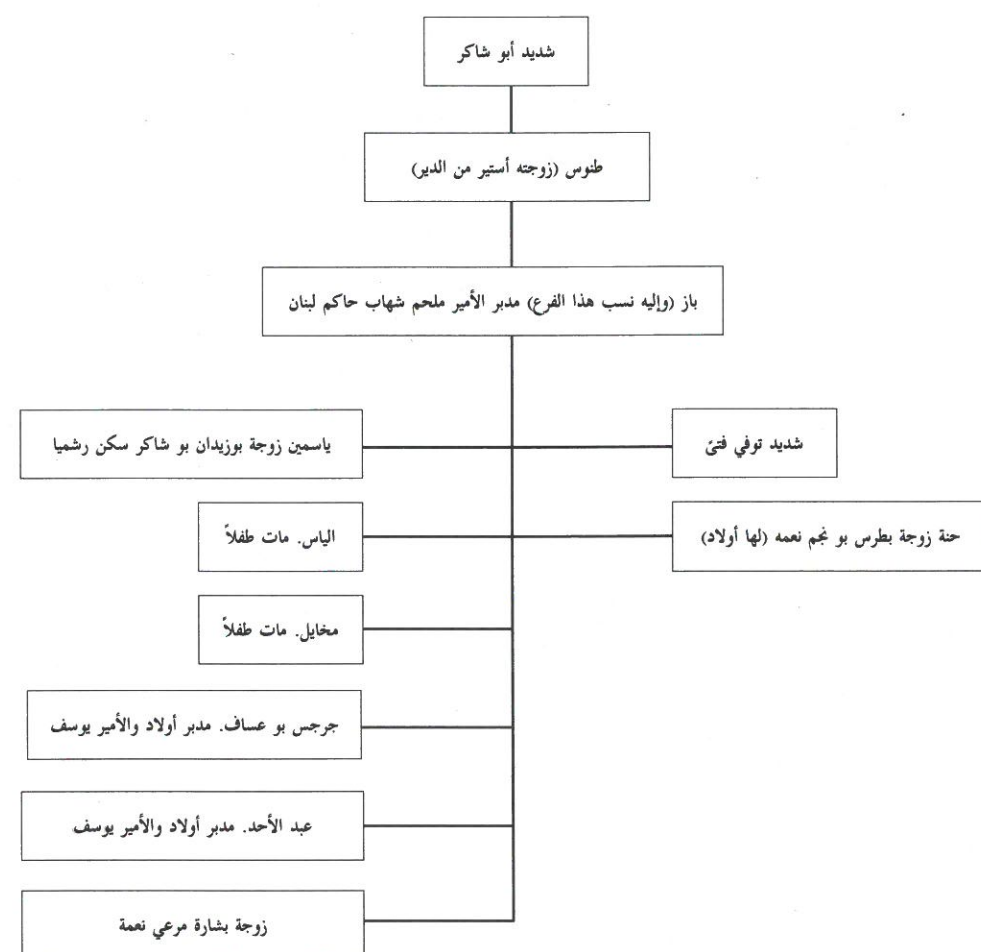 شديد أبو شاكر
طنوس (زوجته أستير من الدير)
باز (وإليه نسب هذا الفرع) مدبر الأمير ملحم شهاب حاكم لبنان
شديد توفي فتىً
ياسمين زوجة بوزيدان بو شاكر سكن رشميا
حنة زوجة بطرس بو نجم نعمه (لها أولاد)
الياس. مات طفلاً
مخايل. مات طفلاً
جرجس بو عساف. مدبر أولاد والأمير يوسف
عبد الأحد. مدبر أولاد والأمير يوسف
زوجة بشارة مرعي نعمة